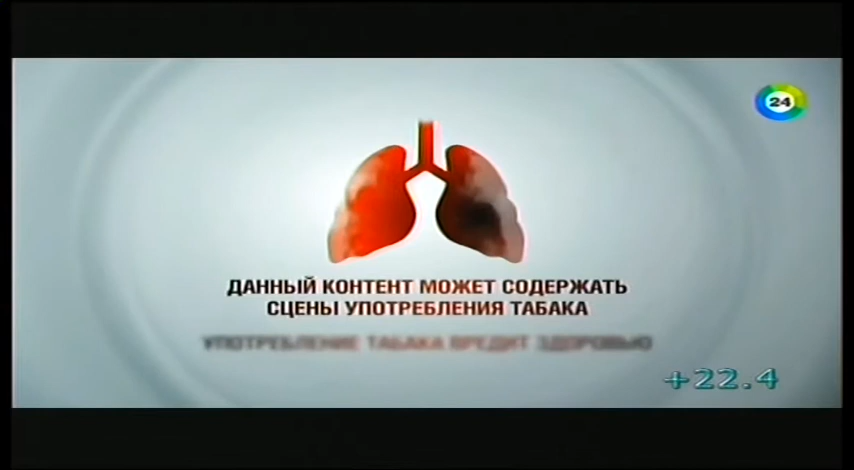 24
ДАННЫЙ КОНТЕНТ МОЖЕТ СОДЕРЖАТЬ
СЦЕНЫ УПОТРЕБЛЕНИЯ ТАБАКА
УПОТРЕБЛЕНИЕ ТАБАКА ВРЕДИТ ЗДОРОВЬЮ
+22.4